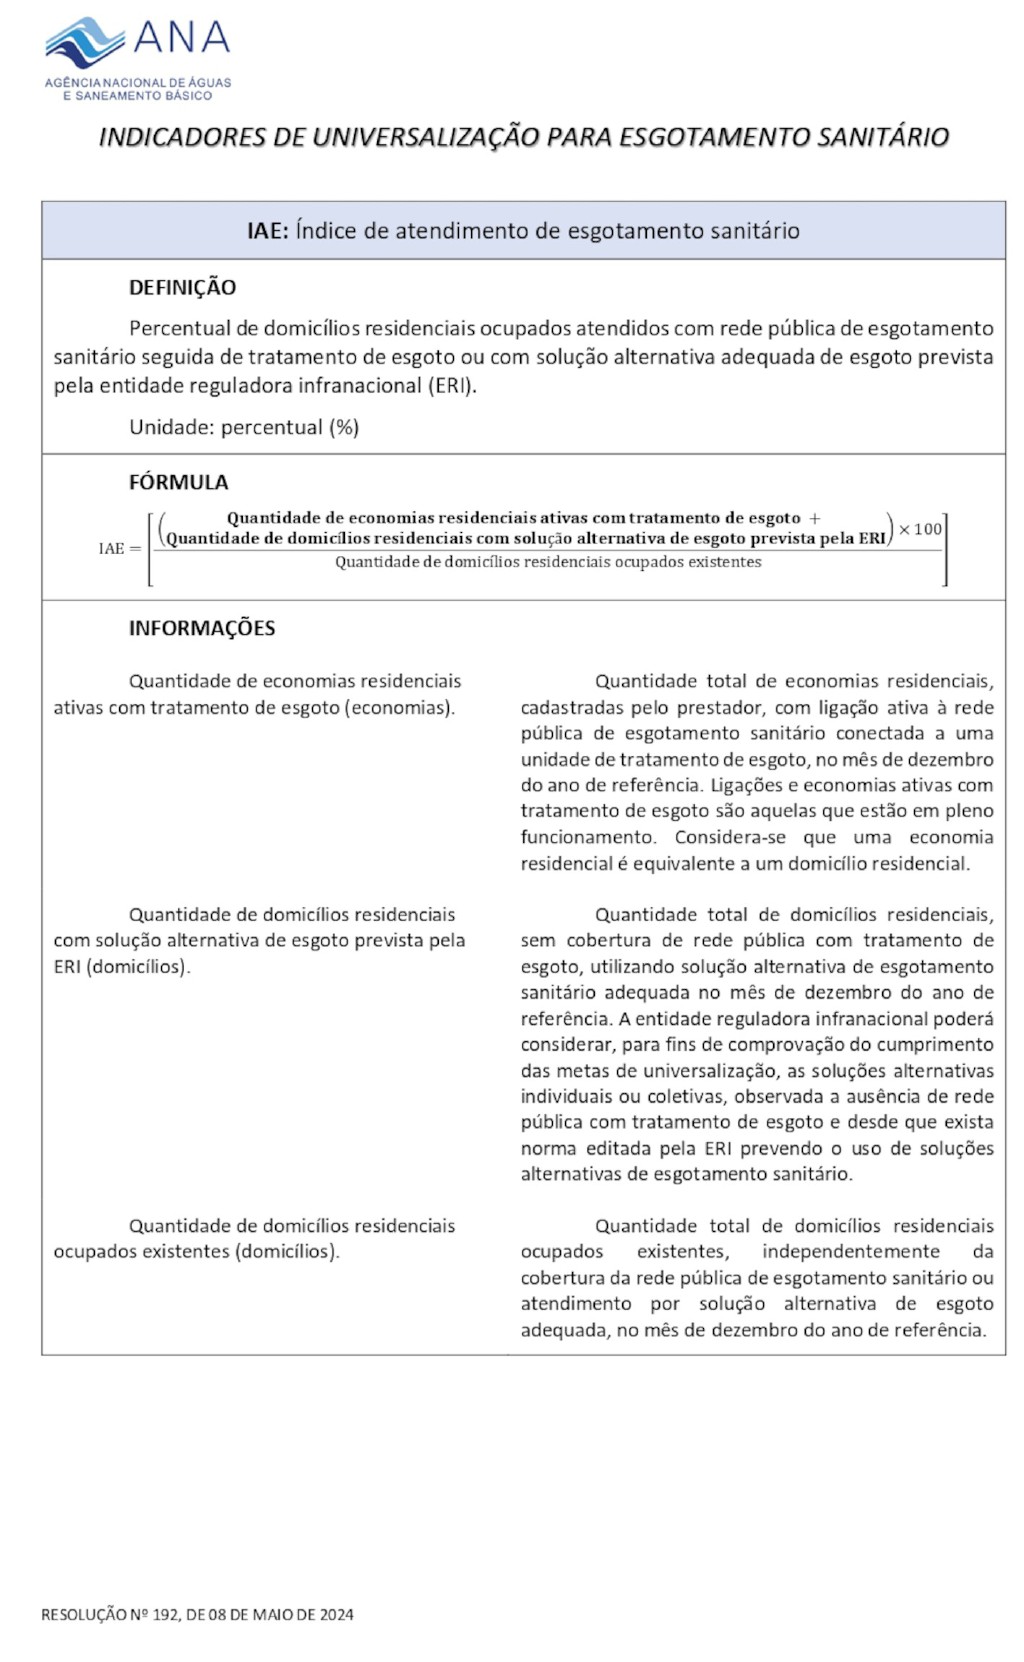 ANA
AGÊNCIA NACIONAL DE ÁGUAS
E SANEAMENTO BÁSICO
INDICADORES DE UNIVERSALIZAÇÃO PARA ESGOTAMENTO SANITÁRIO
IAE: Índice de atendimento de esgotamento sanitário
DEFINIÇÃO
Percentual de domicílios residenciais ocupados atendidos com rede pública de esgotamento
sanitário seguida de tratamento de esgoto ou com solução alternativa adequada de esgoto prevista
pela entidade reguladora infranacional (ERI).
Unidade: percentual (%)
FÓRMULA
Quantidade de economias residenciais ativas com tratamento de esgoto +
IAE = [(Quantidade de domicílios residenciais com solução alternativa de esgoto prevista pela ERI) × 100]
Quantidade de domicílios residenciais ocupados existentes
INFORMAÇÕES
Quantidade de economias residenciais
ativas com tratamento de esgoto (economias).
Quantidade total de economias residenciais,
cadastradas pelo prestador, com ligação ativa à rede
pública de esgotamento sanitário conectada a uma
unidade de tratamento de esgoto, no mês de dezembro
do ano de referência. Ligações e economias ativas com
tratamento de esgoto são aquelas que estão em pleno
funcionamento. Considera-se que uma economia
residencial é equivalente a um domicílio residencial.
Quantidade de domicílios residenciais
com solução alternativa de esgoto prevista pela
ERI (domicílios).
Quantidade total de domicílios residenciais,
sem cobertura de rede pública com tratamento de
esgoto, utilizando solução alternativa de esgotamento
sanitário adequada no mês de dezembro do ano de
referência. A entidade reguladora infranacional poderá
considerar, para fins de comprovação do cumprimento
das metas de universalização, as soluções alternativas
individuais ou coletivas, observada a ausência de rede
pública com tratamento de esgoto e desde que exista
norma editada pela ERI prevendo o uso de soluções
alternativas de esgotamento sanitário.
Quantidade de domicílios residenciais
ocupados existentes (domicílios).
Quantidade total de domicílios residenciais
ocupados existentes, independentemente da
cobertura da rede pública de esgotamento sanitário ou
atendimento por solução alternativa de esgoto
adequada, no mês de dezembro do ano de referência.
RESOLUÇÃO Nº 192, DE 08 DE MAIO DE 2024